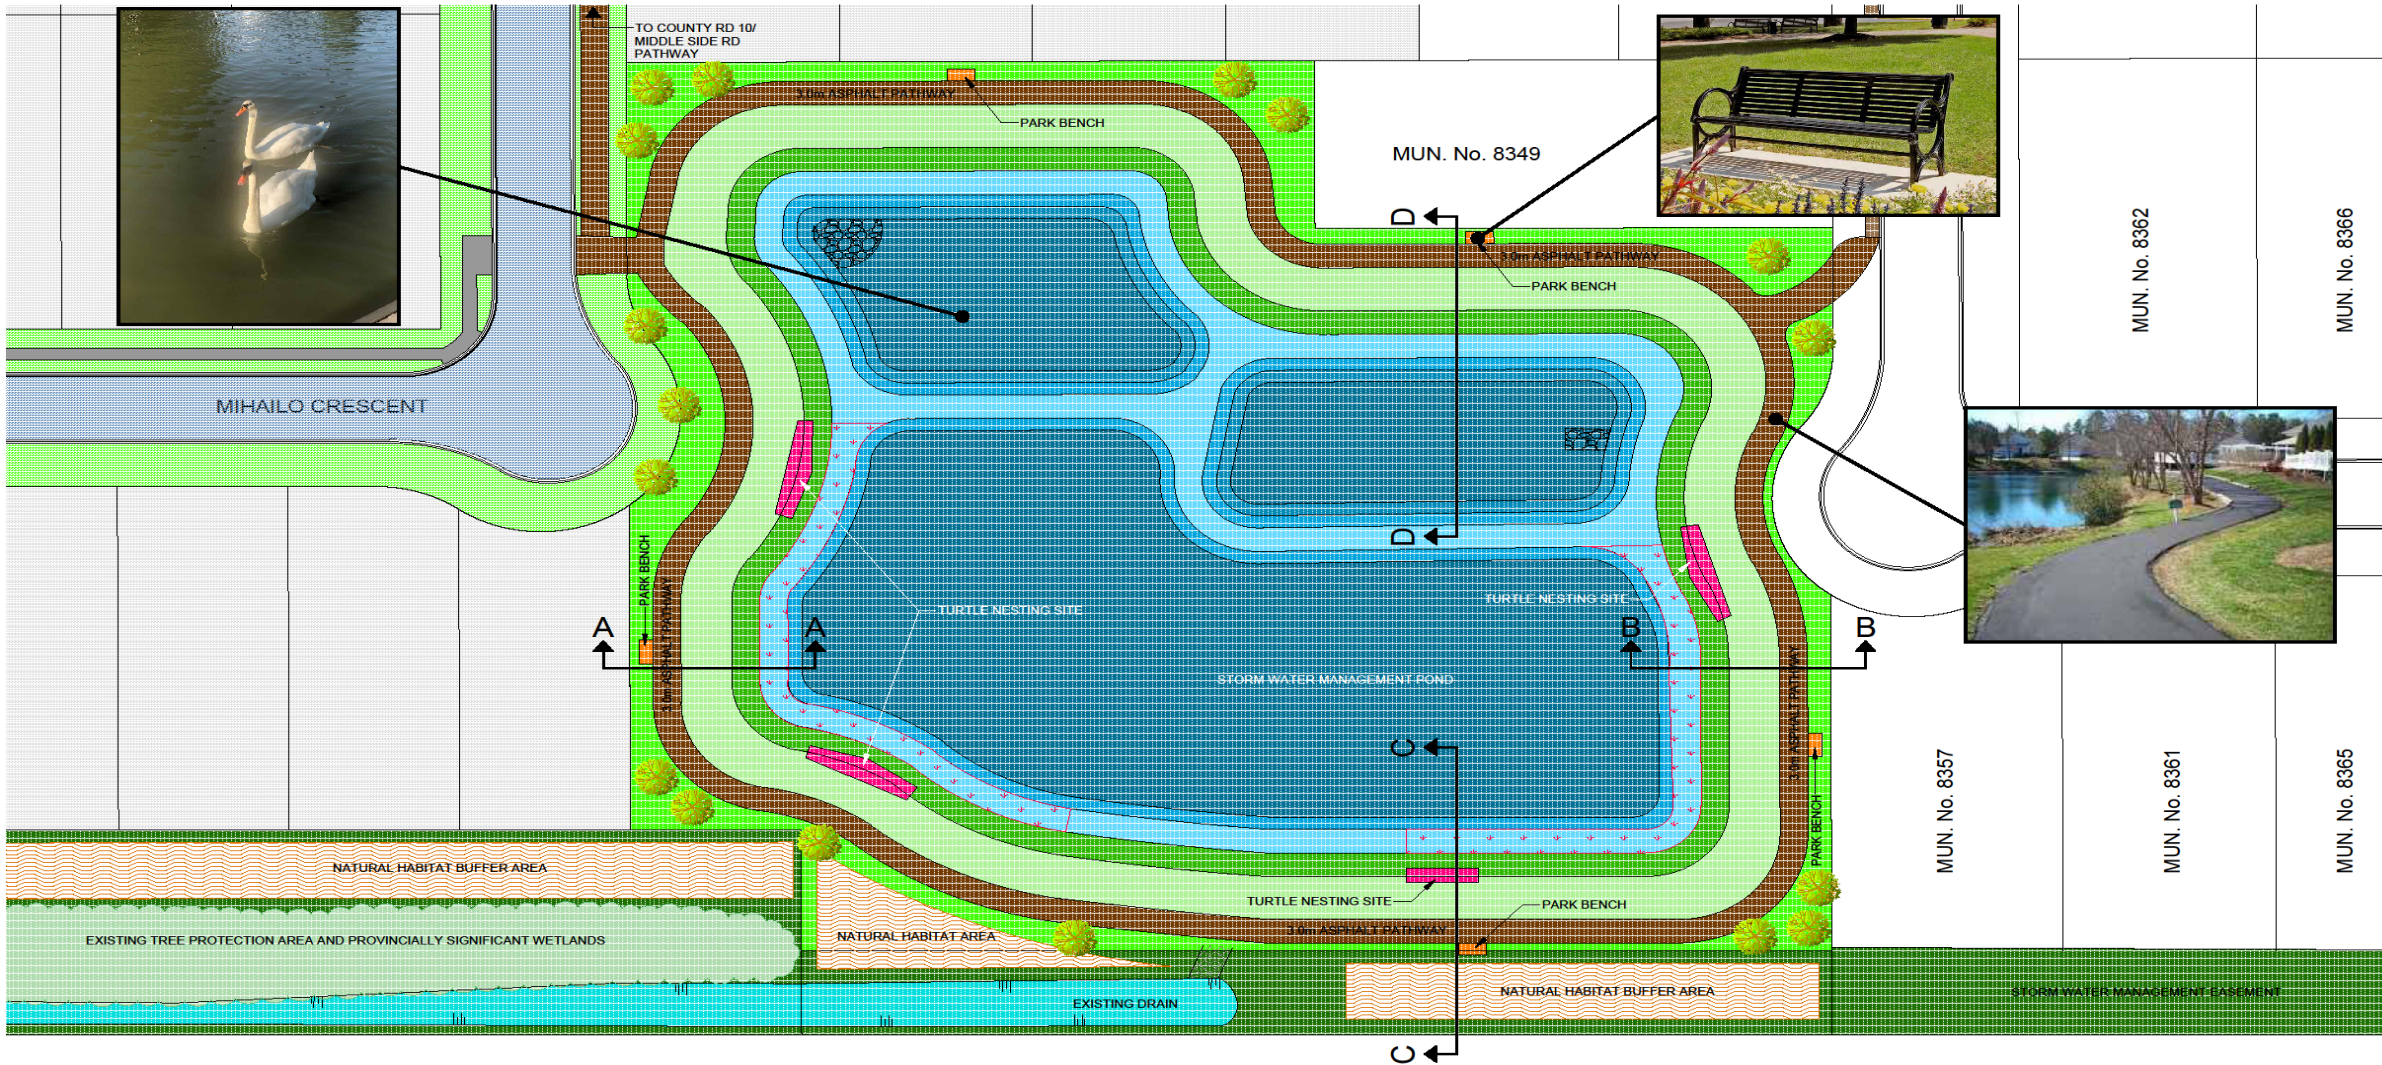 TO COUNTY RD 10/
MIDDLE SIDE RD
PATHWAY
3.0m ASPHALT PATHWAY
PARK BENCH
MUN. No. 8349
D
3.0m ASPHALT PATHWAY
PARK BENCH
MUN. No. 8362
MUN. No. 8366
MIHAILO CRESCENT
D
PARK BENCH
3.0m ASPHALT PATHWAY
TURTLE NESTING SITE
TURTLE NESTING SITE
A
A
B
B
STORM WATER MANAGEMENT POND
3.0m ASPHALT PATHWAY
PARK BENCH
C
MUN. No. 8357
MUN. No. 8361
MUN. No. 8365
NATURAL HABITAT BUFFER AREA
TURTLE NESTING SITE
PARK BENCH
3.0m ASPHALT PATHWAY
NATURAL HABITAT AREA
EXISTING TREE PROTECTION AREA AND PROVINCIALLY SIGNIFICANT WETLANDS
NATURAL HABITAT BUFFER AREA
STORM WATER MANAGEMENT EASEMENT
EXISTING DRAIN
C